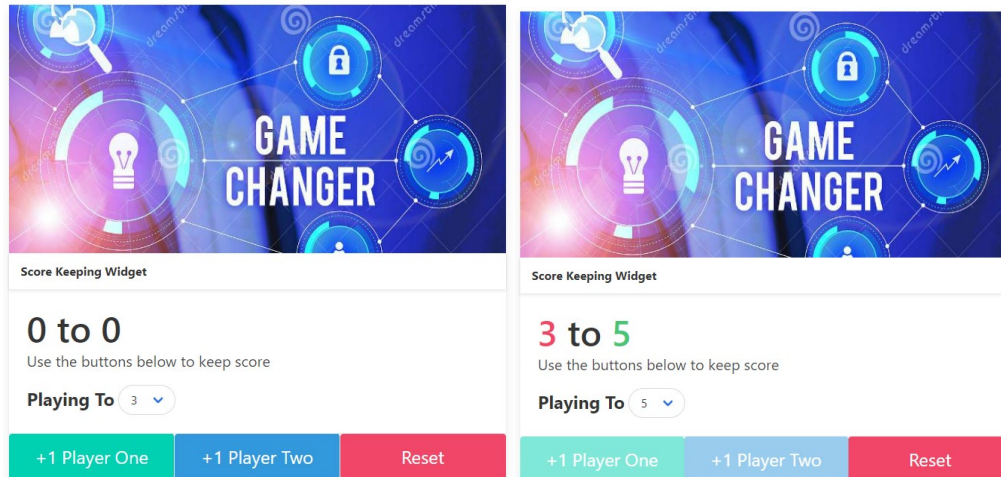 GAME
CHANGER
Score Keeping Widget
0 to 0
Use the buttons below to keep score
Playing To 3
+1 Player One +1 Player Two Reset
GAME
CHANGER
Score Keeping Widget
3 to 5
Use the buttons below to keep score
Playing To 5
+1 Player One +1 Player Two Reset